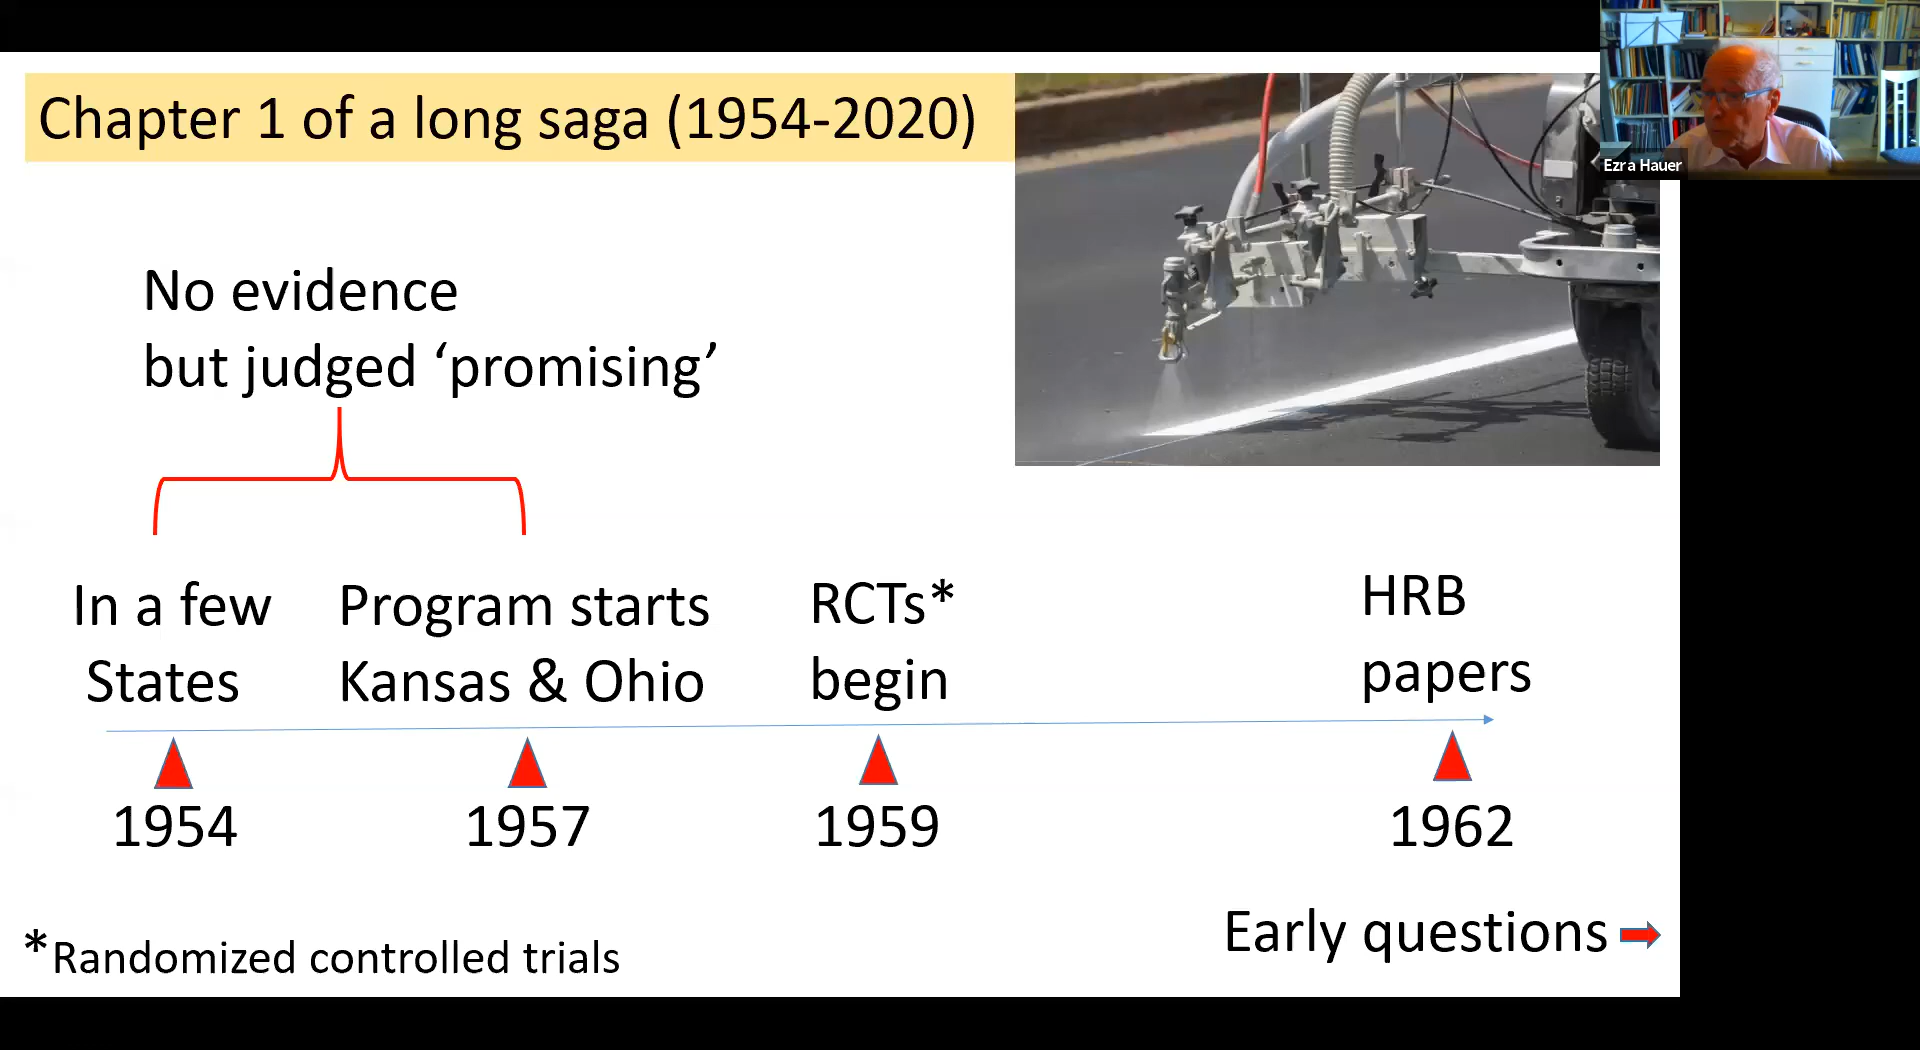 Chapter 1 of a long saga (1954-2020)
Ezra Hauer
No evidence
but judged ‘promising’
In a few
States
Program starts
Kansas & Ohio
RCTs*
begin
HRB
papers
1954
1957
1959
1962
Early questions
*Randomized controlled trials